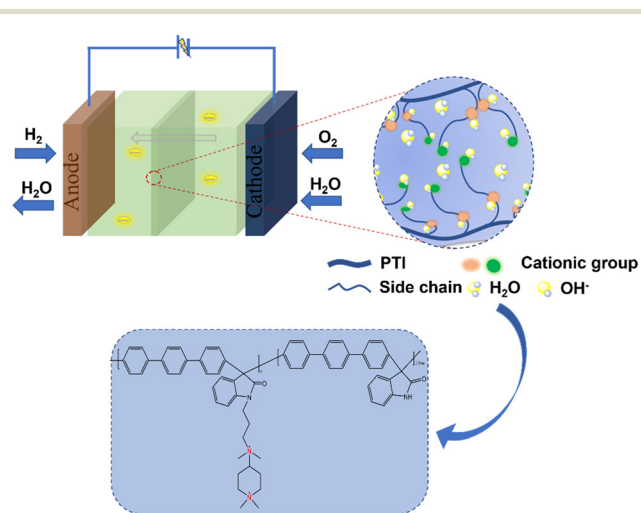 H2
O2
H2O
H2O
Anode
Cathode
PTI
Cationic group
Side chain
H2O
OH-
O
N
N
N
O
NH